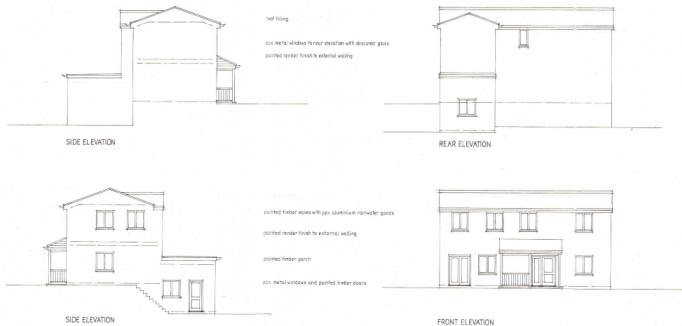 roof tiling
ppc metal windows to rear elevation with obscured glass
painted render finish to external walling
SIDE ELEVATION
REAR ELEVATION
painted timber eaves with ppc aluminium rainwater goods
painted render finish to external walling
painted timber porch
ppc metal windows and painted timber doors
SIDE ELEVATION
FRONT ELEVATION